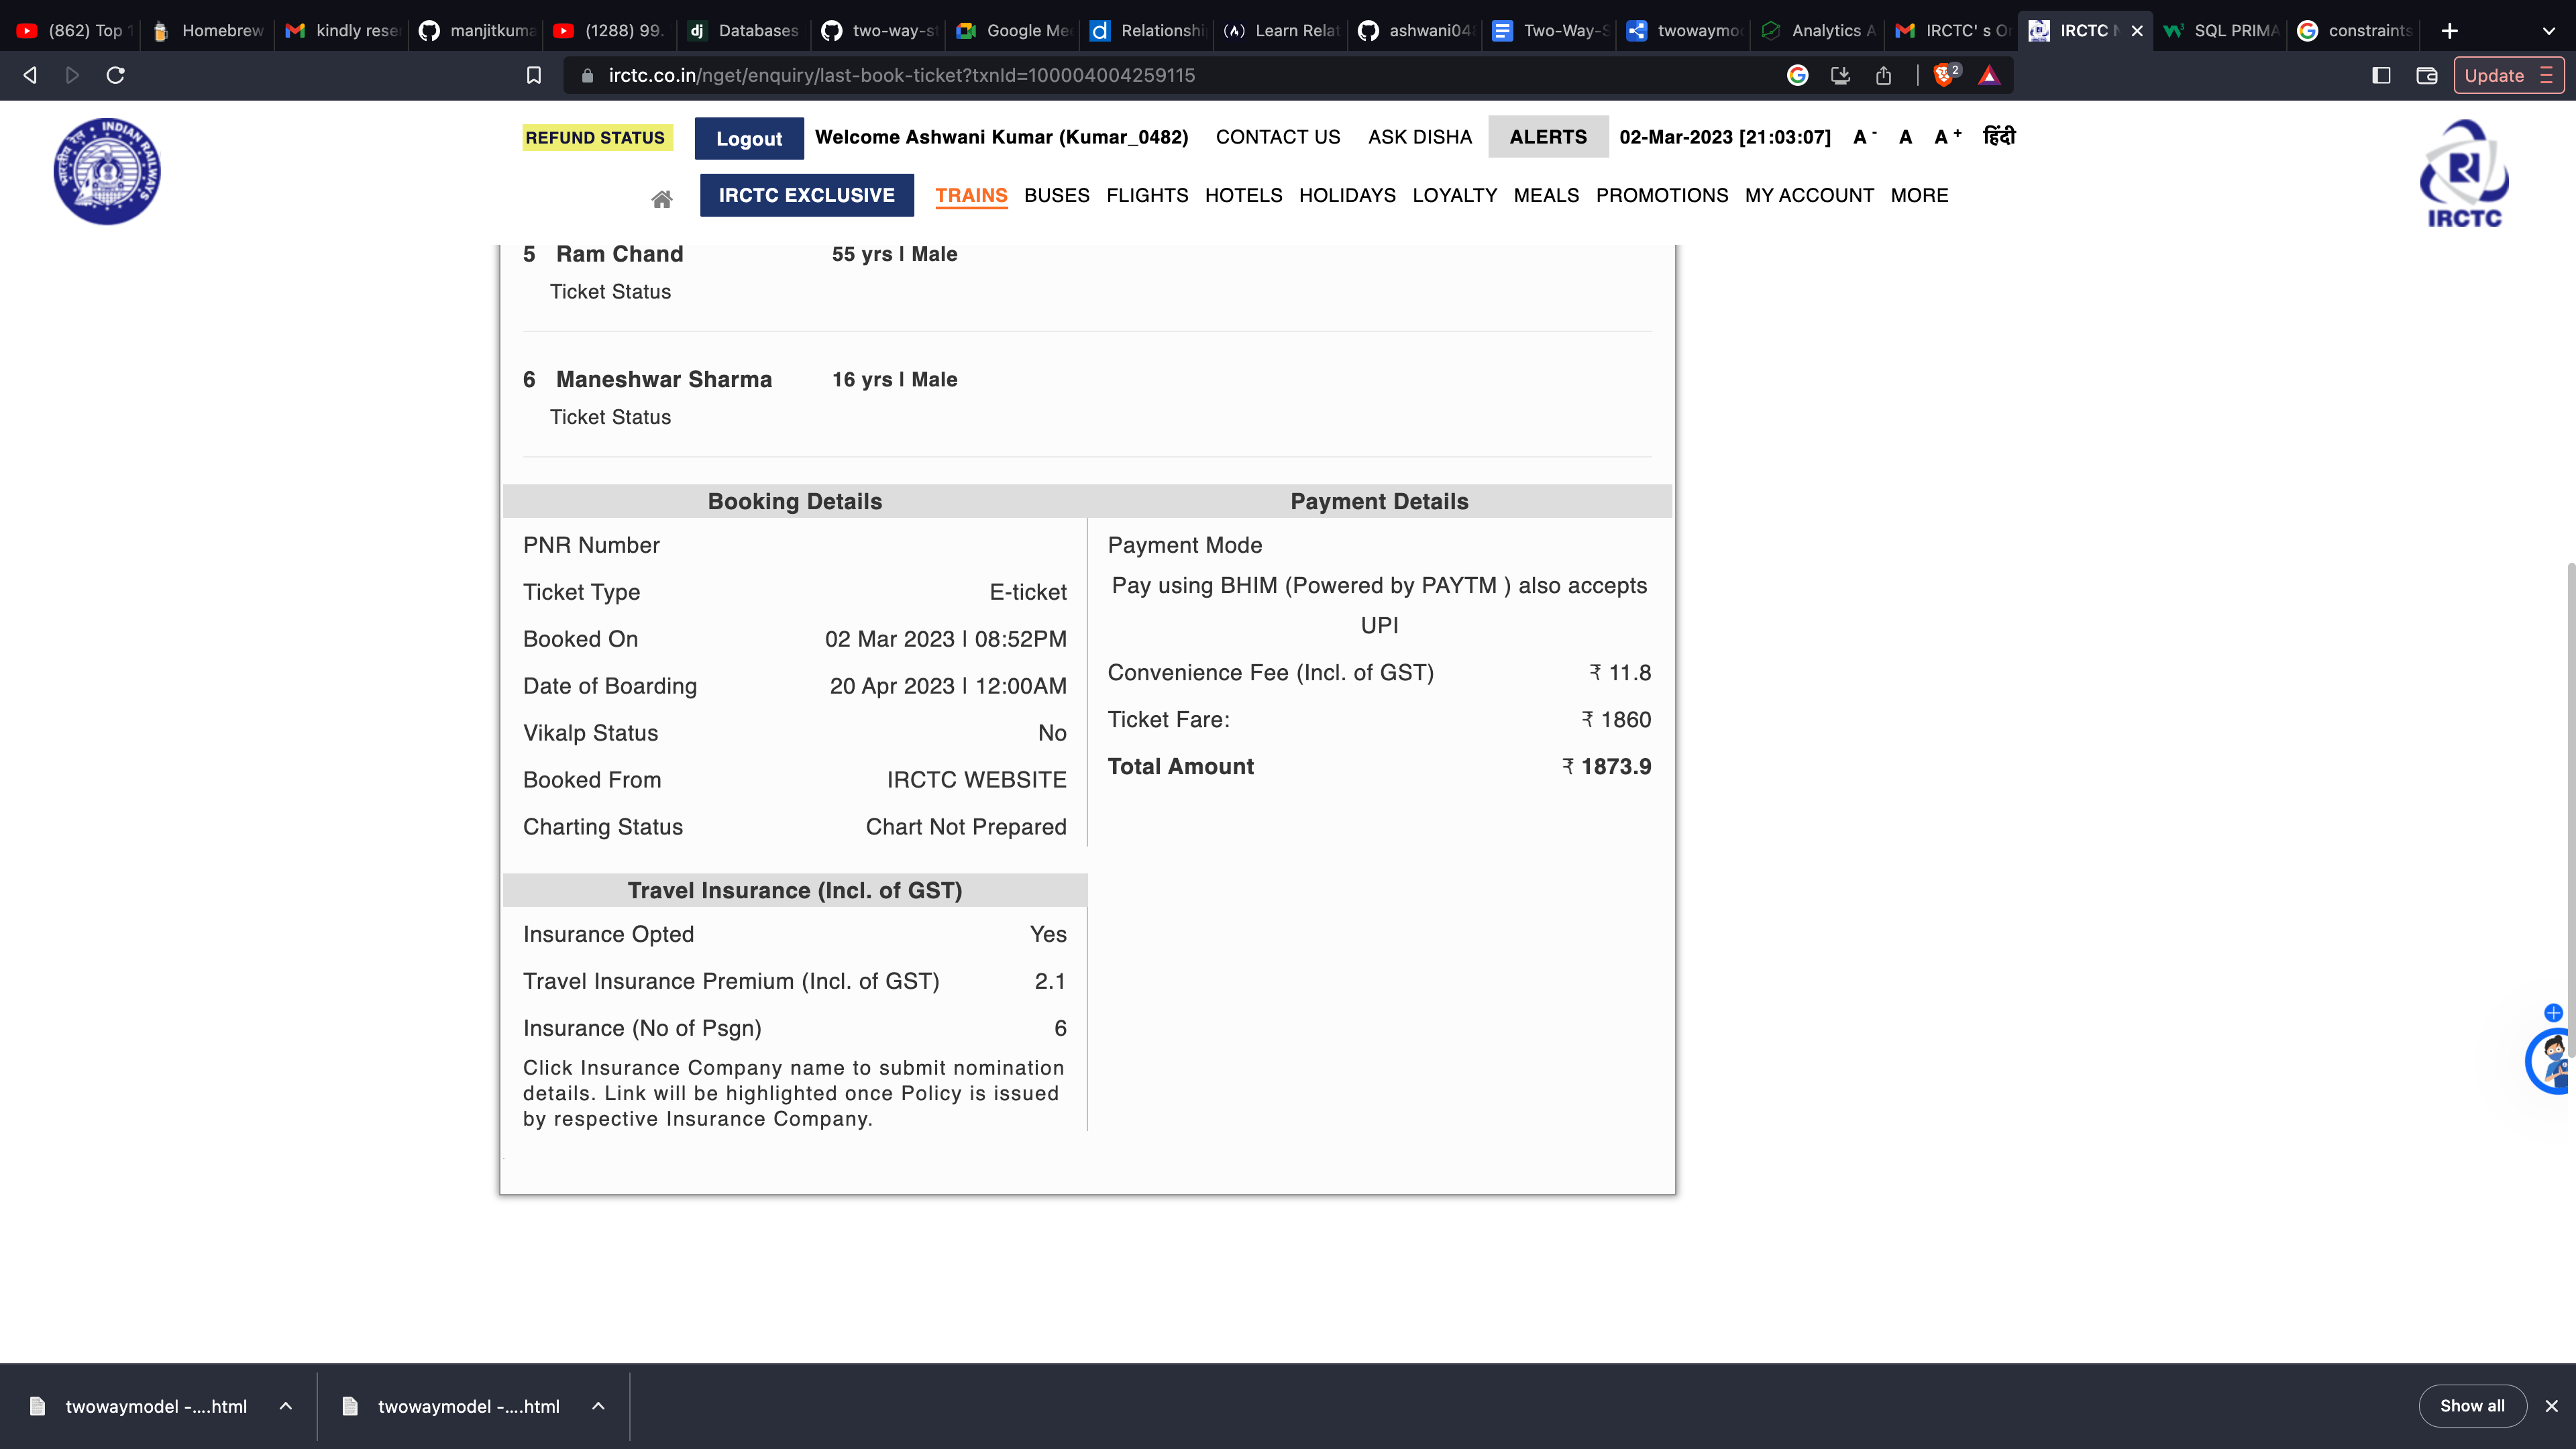 (862) Top 1
Homebrew
kindly rese
manjitkuma
(1288) 99.
dj Databases
two-way-s
Google Me
d Relationshi
(A) Learn Relat
ashwani04
Two-Way-S
twowaymo
Analytics A
IRCTC' s O
IRCTC N
SQL PRIMA
constraints
irctc.co.in/nget/enquiry/last-book-ticket?txnId=100004004259115
2
Update
INDIAN RAILWAYS
भारतीय रेल
REFUND STATUS
Logout
Welcome Ashwani Kumar (Kumar_0482)
CONTACT US
ASK DISHA
ALERTS
02-Mar-2023 [21:03:07]
A - A A +
हिंदी
IRCTC
IRCTC EXCLUSIVE
TRAINS BUSES FLIGHTS HOTELS HOLIDAYS LOYALTY MEALS PROMOTIONS MY ACCOUNT MORE
5 Ram Chand 55 yrs | Male
Ticket Status
6 Maneshwar Sharma 16 yrs | Male
Ticket Status
Booking Details
PNR Number
Ticket Type E-ticket
Booked On 02 Mar 2023 | 08:52PM
Date of Boarding 20 Apr 2023 | 12:00AM
Vikalp Status No
Booked From IRCTC WEBSITE
Charting Status Chart Not Prepared
Payment Details
Payment Mode
Pay using BHIM (Powered by PAYTM ) also accepts
UPI
Convenience Fee (Incl. of GST) ₹ 11.8
Ticket Fare: ₹ 1860
Total Amount ₹ 1873.9
Travel Insurance (Incl. of GST)
Insurance Opted Yes
Travel Insurance Premium (Incl. of GST) 2.1
Insurance (No of Psgn) 6
Click Insurance Company name to submit nomination
details. Link will be highlighted once Policy is issued
by respective Insurance Company.
twowaymodel -....html
twowaymodel -....html
Show all